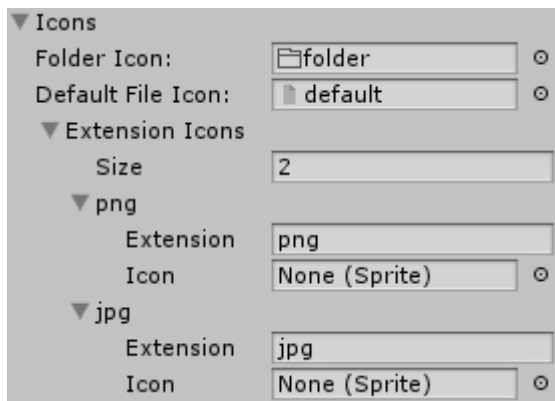 Icons
Folder Icon: folder
Default File Icon: default
Extension Icons
Size 2
png
Extension png
Icon None (Sprite)
jpg
Extension jpg
Icon None (Sprite)